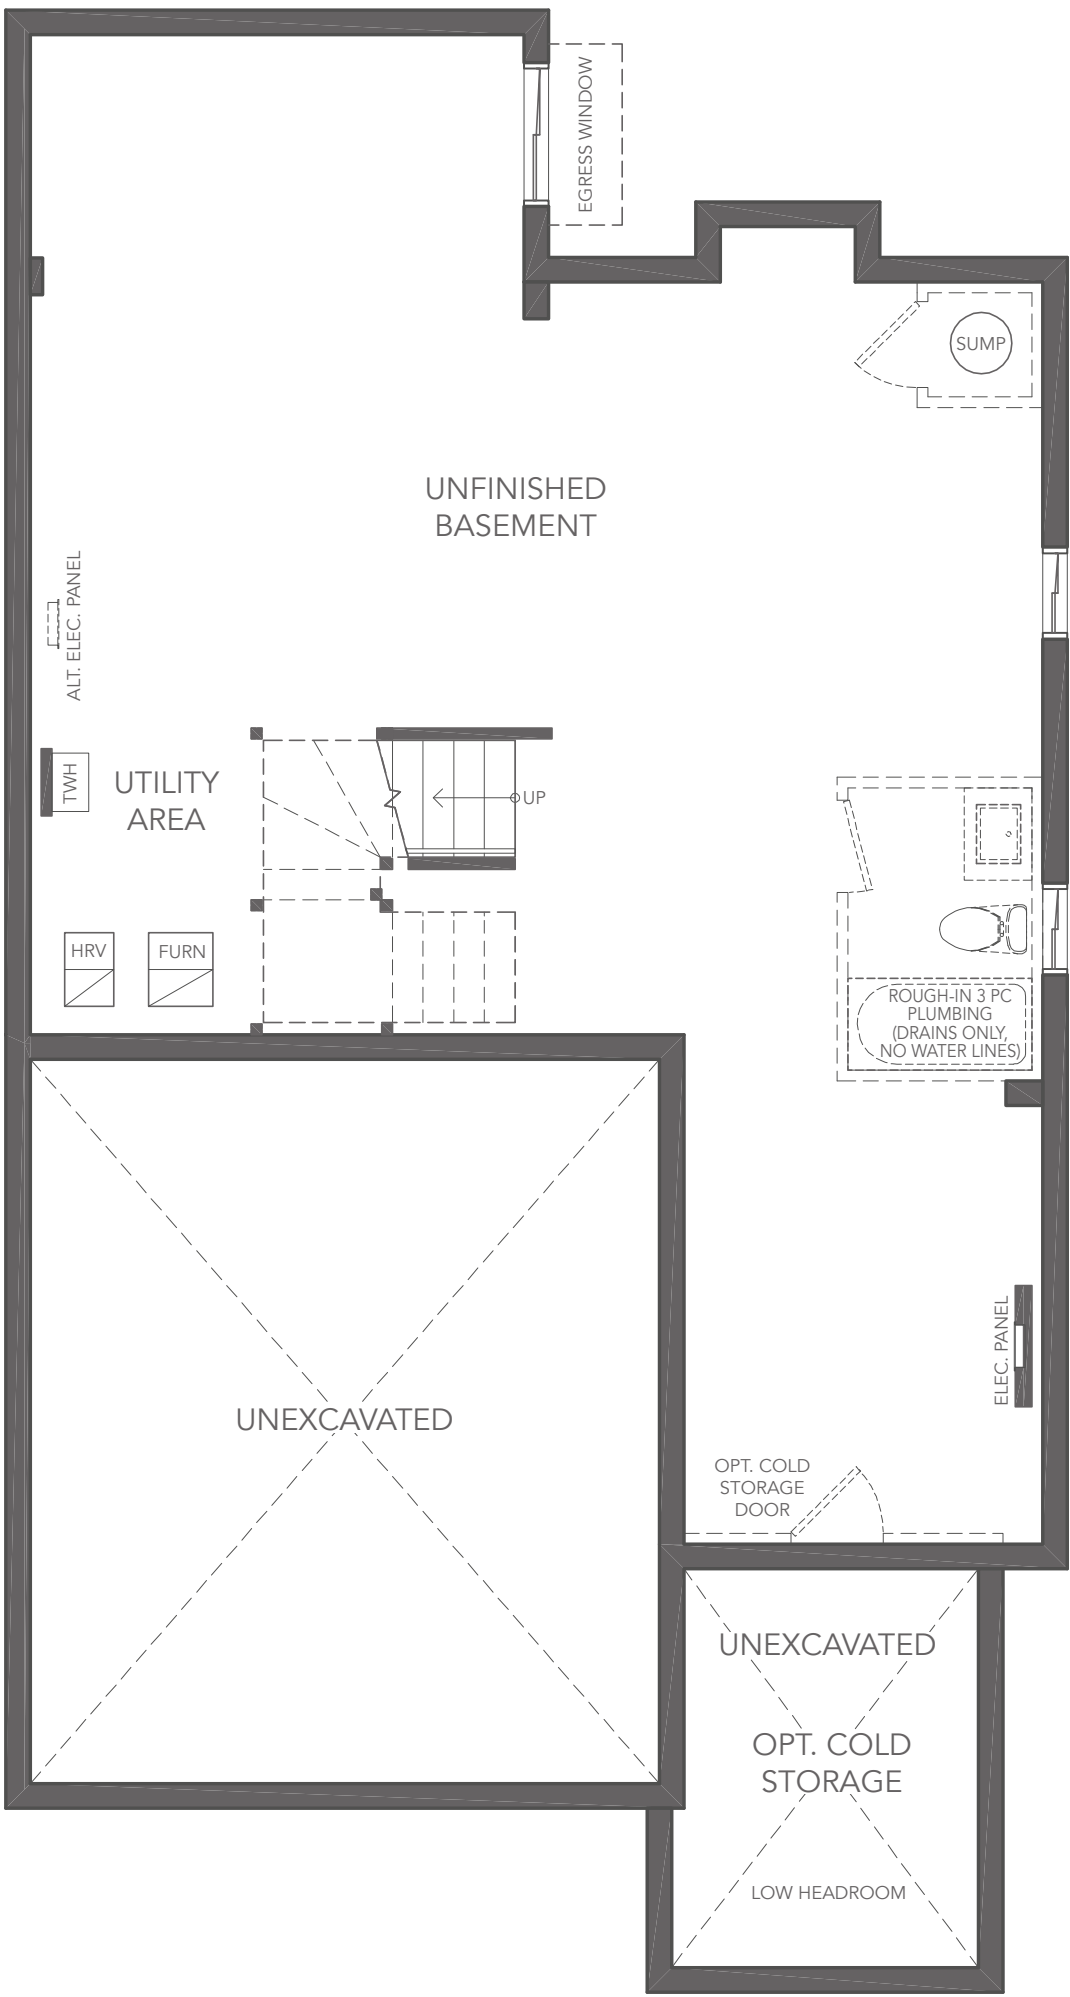 EGRESS WINDOW
SUMP
UNFINISHED
BASEMENT
ALT. ELEC. PANEL
TWH
UTILITY
AREA
UP
HRV
FURN
ROUGH-IN 3 PC
PLUMBING
(DRAINS ONLY,
NO WATER LINES)
ELEC. PANEL
UNEXCAVATED
OPT. COLD
STORAGE
DOOR
UNEXCAVATED
OPT. COLD
STORAGE
LOW HEADROOM